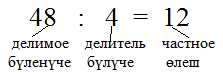 48 : 4 = 12
делимое делитель частное
бүленүче бүлүче өлеш